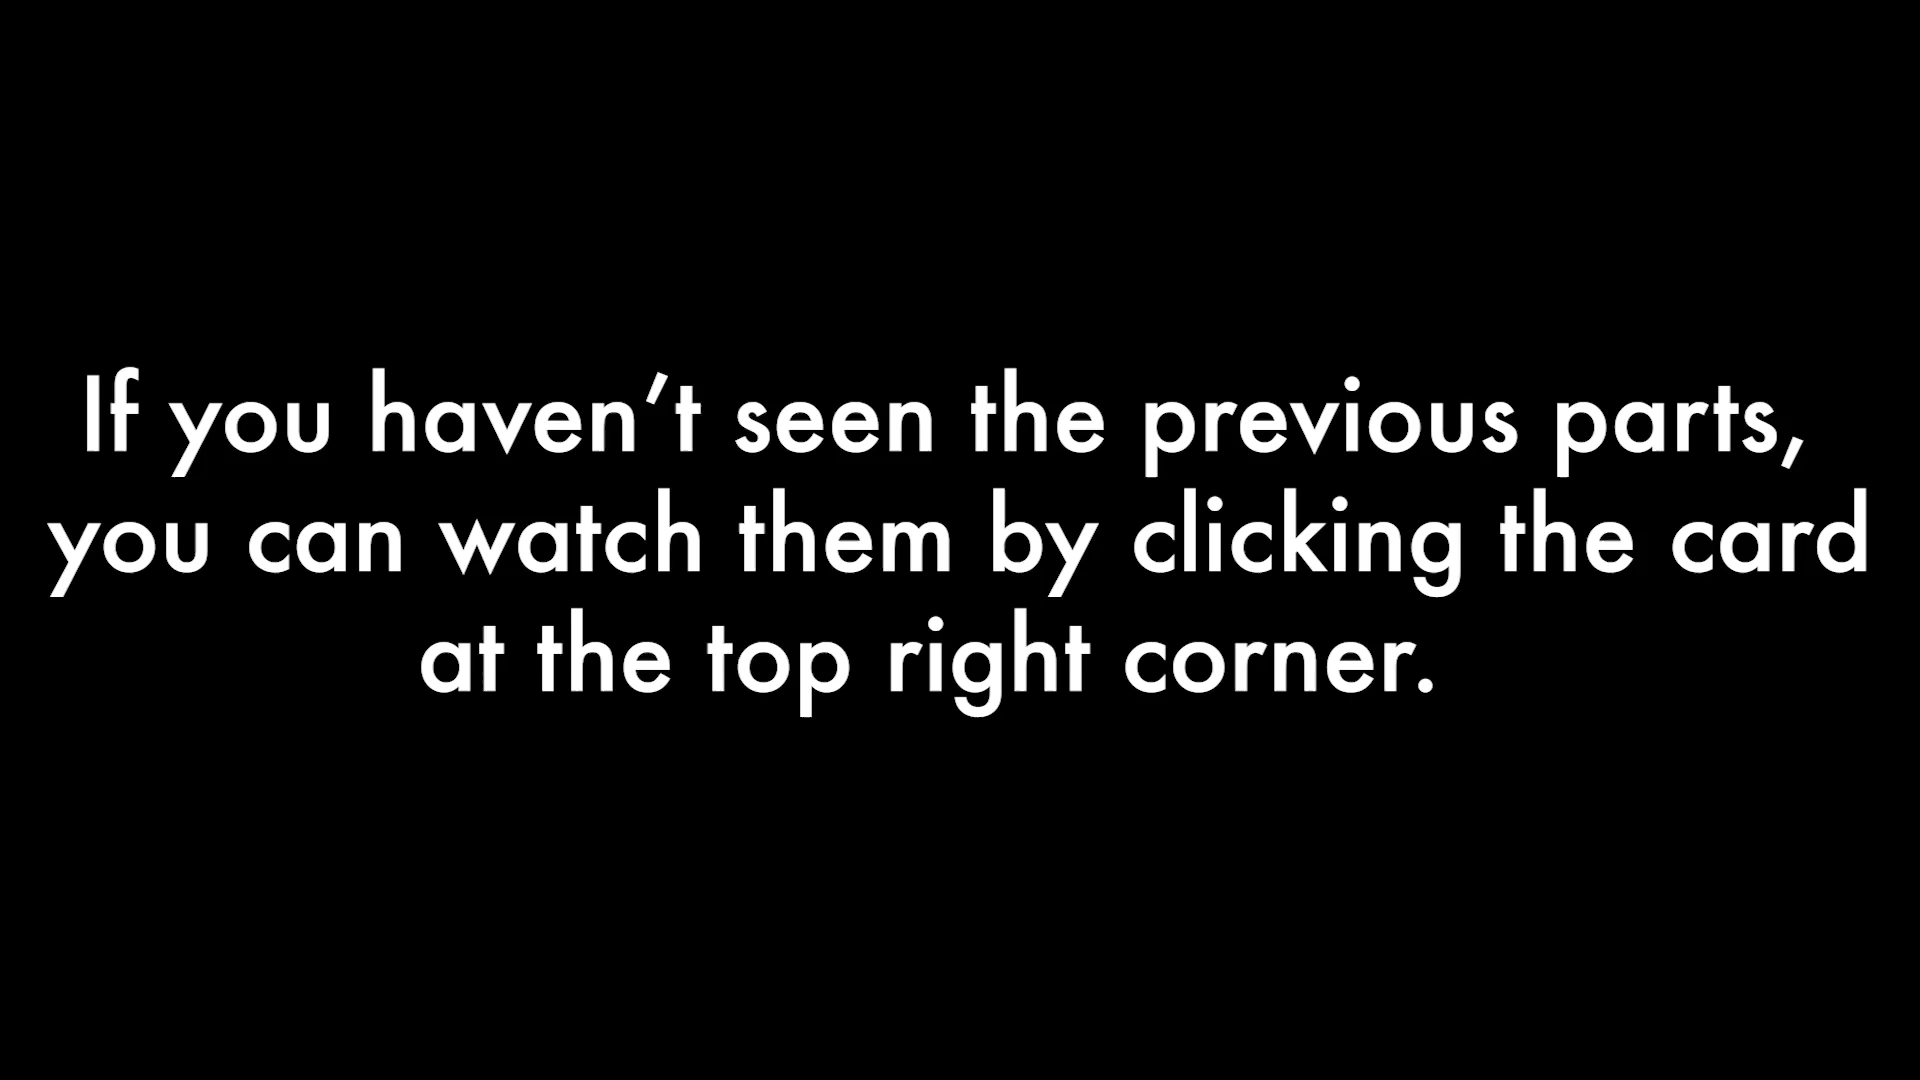 If you haven’t seen the previous parts,
you can watch them by clicking the card
at the top right corner.